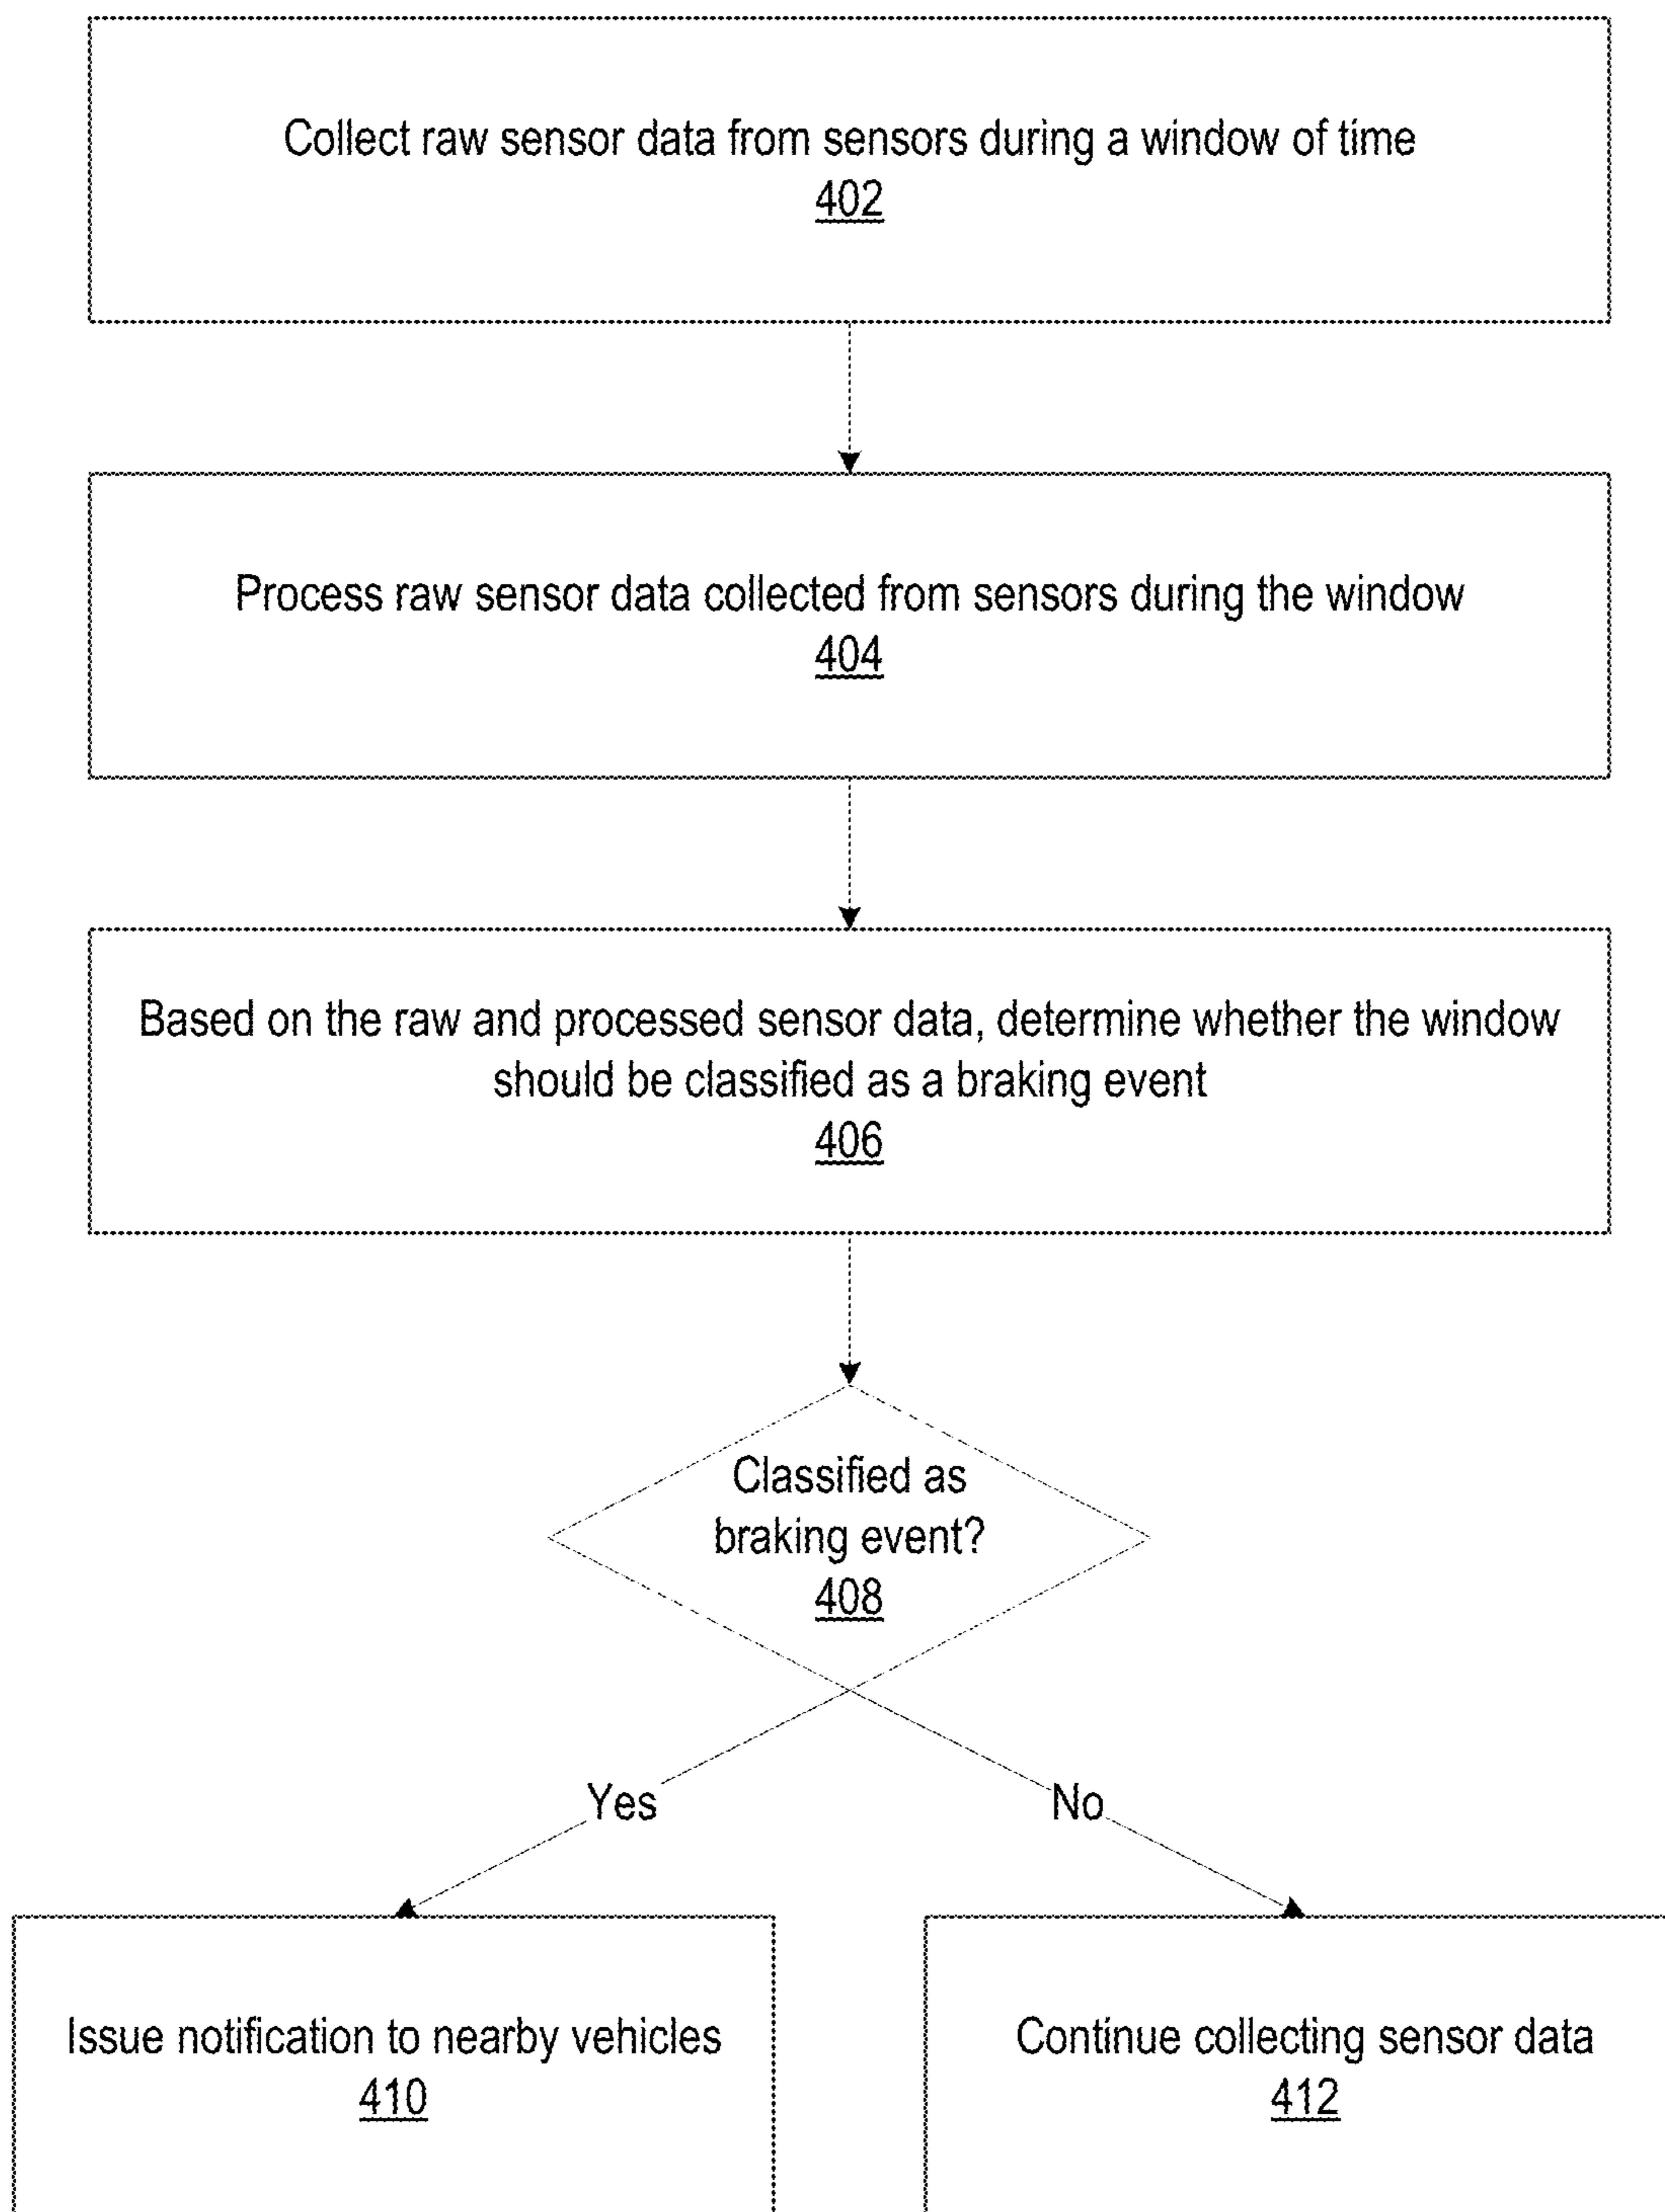 Collect raw sensor data from sensors during a window of time
402
Process raw sensor data collected from sensors during the window
404
Based on the raw and processed sensor data, determine whether the window
should be classified as a braking event
406
Classified as
braking event?
408
Yes
No
Issue notification to nearby vehicles
410
Continue collecting sensor data
412